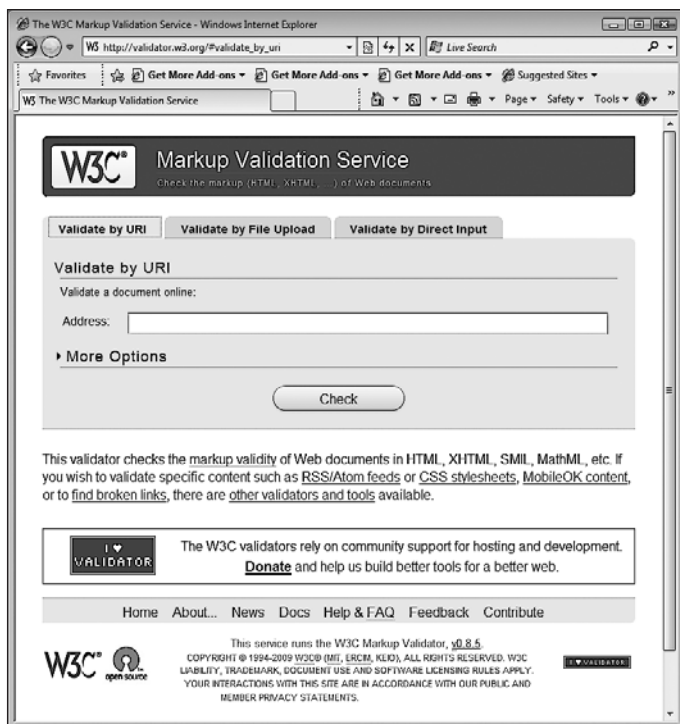 The W3C Markup Validation Service - Windows Internet Explorer
http://validator.w3.org/#validate_by_uri
Live Search
Favorites
Get More Add-ons
Get More Add-ons
Get More Add-ons
Suggested Sites
The W3C Markup Validation Service
Page
Safety
Tools
»
W3C®
Markup Validation Service
Check the markup (HTML, XHTML, ...) of Web documents
Validate by URI
Validate by File Upload
Validate by Direct Input
Validate by URI
Validate a document online:
Address:
More Options
Check
This validator checks the markup validity of Web documents in HTML, XHTML, SMIL, MathML, etc. If
you wish to validate specific content such as RSS/Atom feeds or CSS stylesheets, MobileOK content,
or to find broken links, there are other validators and tools available.
I ♥
VALIDATOR
The W3C validators rely on community support for hosting and development.
Donate and help us build better tools for a better web.
Home About... News Docs Help & FAQ Feedback Contribute
W3C®
open source
This service runs the W3C Markup Validator, v0.8.5.
COPYRIGHT © 1994-2009 W3C® (MIT, ERCIM, KEIO), ALL RIGHTS RESERVED. W3C
LIABILITY, TRADEMARK, DOCUMENT USE AND SOFTWARE LICENSING RULES APPLY.
YOUR INTERACTIONS WITH THIS SITE ARE IN ACCORDANCE WITH OUR PUBLIC AND
MEMBER PRIVACY STATEMENTS.
I ♥ VALIDATOR